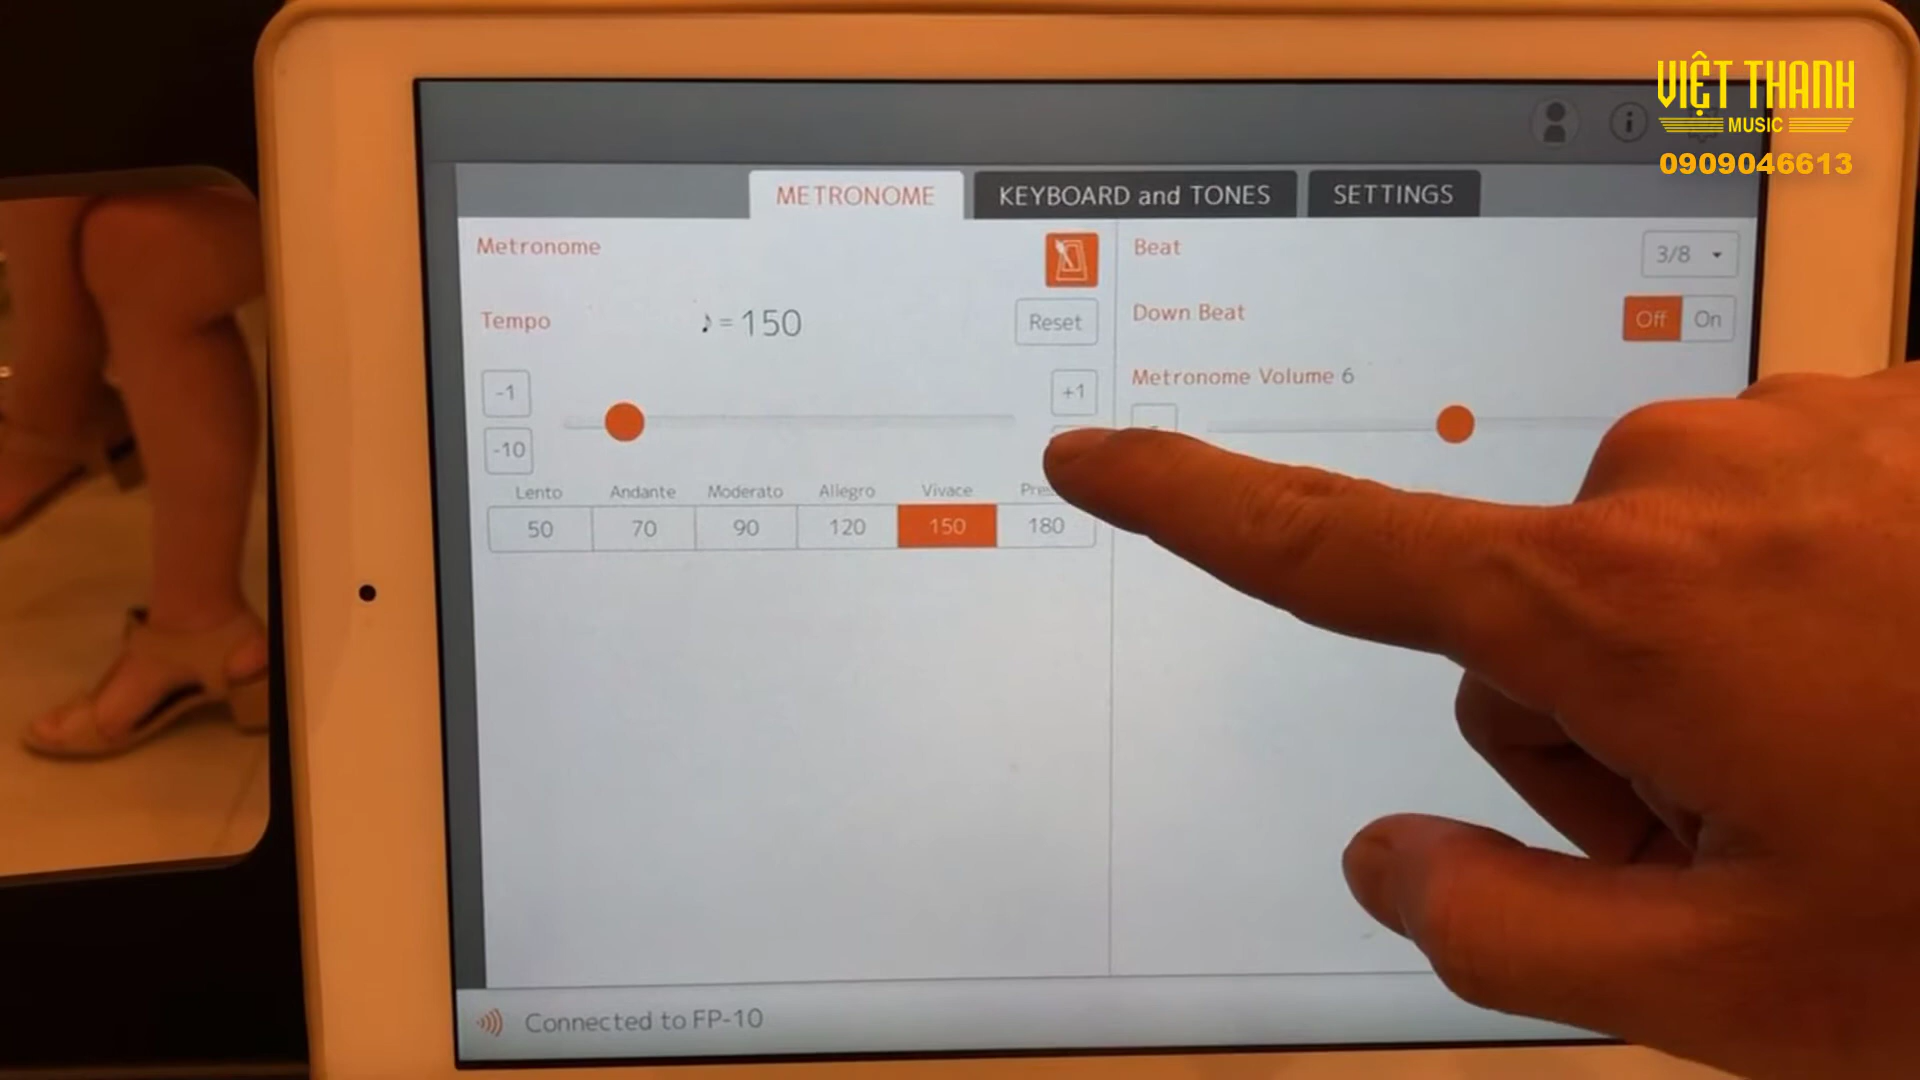 VIỆT THANH
MUSIC
0909046613
METRONOME
KEYBOARD and TONES
SETTINGS
Metronome
Beat
3/8
Tempo
♪ = 150
Reset
Down Beat
Off
On
Metronome Volume 6
-1
+1
-10
Lento
Andante
Moderato
Allegro
Vivace
50
70
90
120
150
180
Connected to FP-10